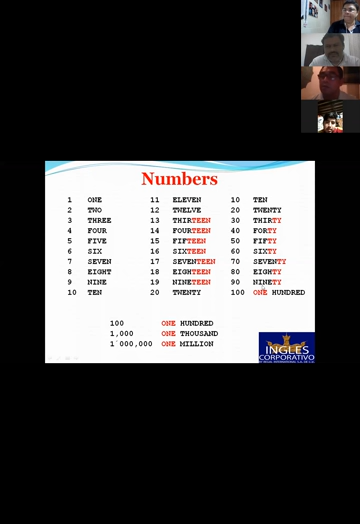 Numbers
1 ONE 11 ELEVEN 10 TEN
2 TWO 12 TWELVE 20 TWENTY
3 THREE 13 THIRTEEN 30 THIRTY
4 FOUR 14 FOURTEEN 40 FORTY
5 FIVE 15 FIFTEEN 50 FIFTY
6 SIX 16 SIXTEEN 60 SIXTY
7 SEVEN 17 SEVENTEEN 70 SEVENTY
8 EIGHT 18 EIGHTEEN 80 EIGHTY
9 NINE 19 NINETEEN 90 NINETY
10 TEN 20 TWENTY 100 ONE HUNDRED
100 ONE HUNDRED
1,000 ONE THOUSAND
1´000,000 ONE MILLION
INGLES
CORPORATIVO